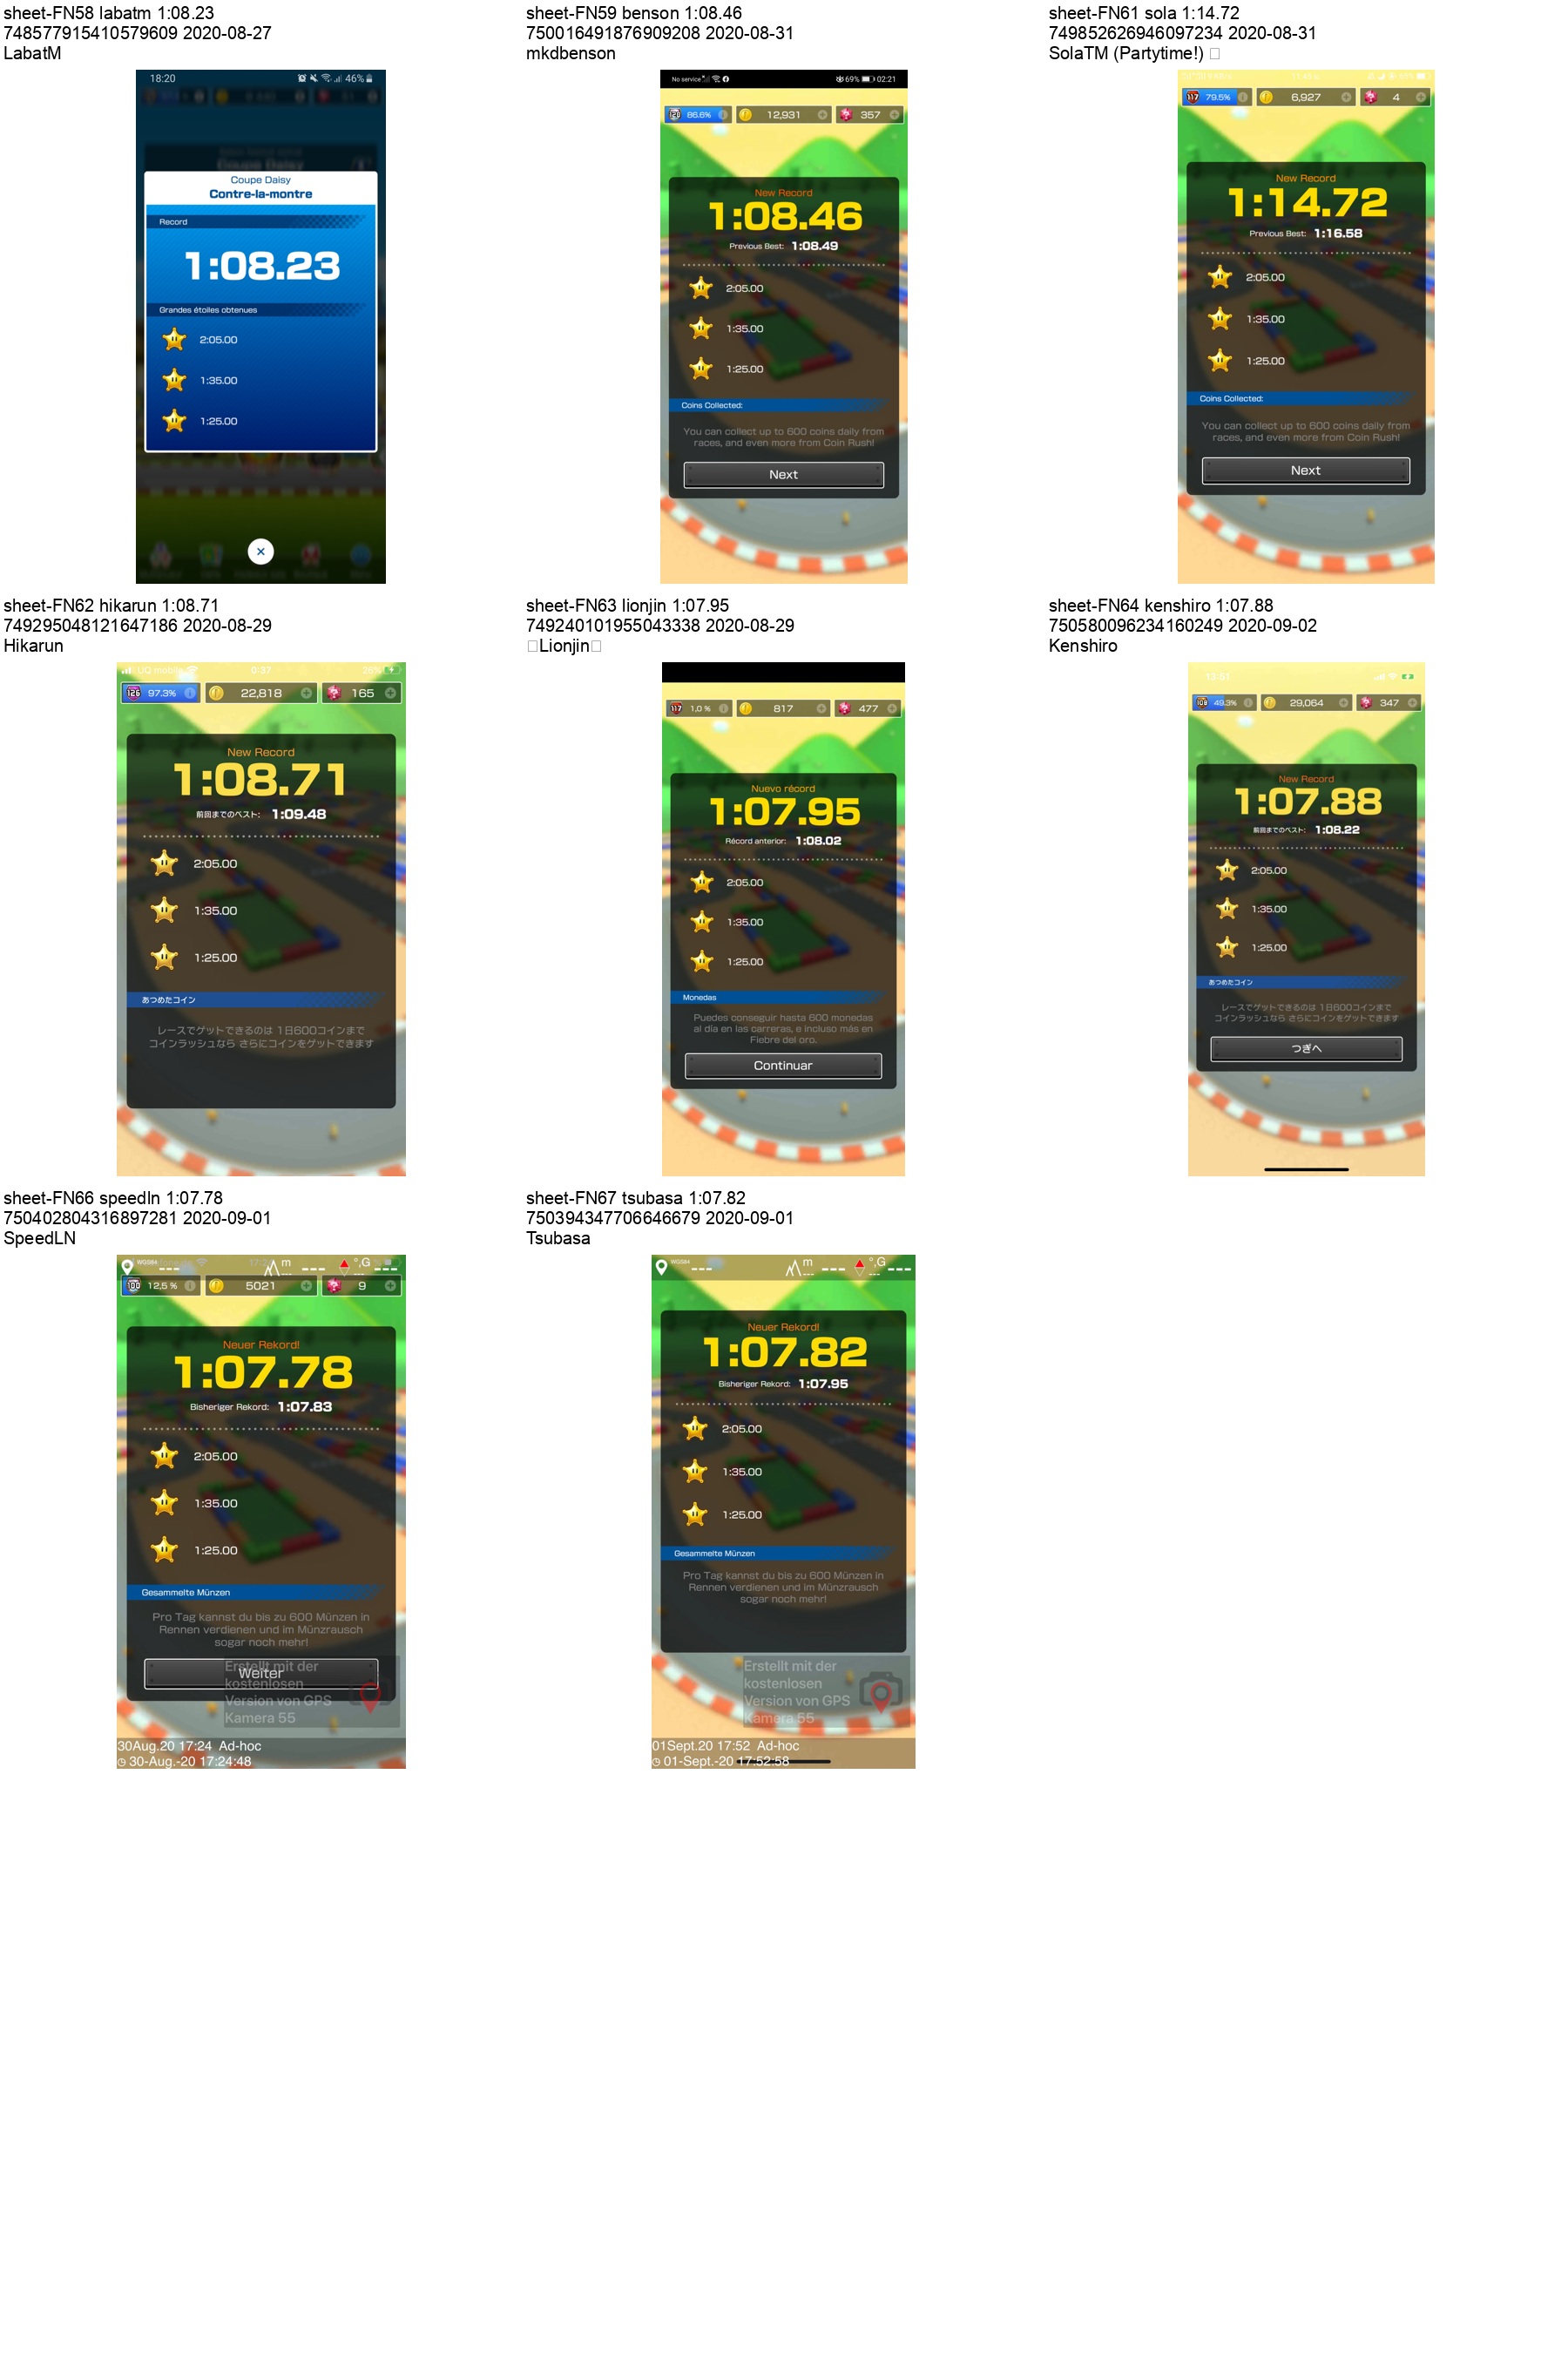 sheet-FN58 labatm 1:08.23
748577915410579609 2020-08-27
LabatM
18:20
46%
Coupe Daisy
Coupe Daisy
Contre-la-montre
Record
1:08.23
Grandes étoiles obtenues
2:05.00
1:35.00
1:25.00
sheet-FN59 benson 1:08.46
750016491876909208 2020-08-31
mkdbenson
No service
69% 02:21
86.6% 12,931 357
New Record
1:08.46
Previous Best: 1:08.49
2:05.00
1:35.00
1:25.00
Coins Collected:
You can collect up to 600 coins daily from
races, and even more from Coin Rush!
Next
sheet-FN61 sola 1:14.72
749852626946097234 2020-08-31
SolaTM (Partytime!)
117 79.5% 6,927 4
New Record
1:14.72
Previous Best: 1:16.58
2:05.00
1:35.00
1:25.00
Coins Collected:
You can collect up to 600 coins daily from
races, and even more from Coin Rush!
Next
sheet-FN62 hikarun 1:08.71
749295048121647186 2020-08-29
Hikarun
UQ mobile 0:37
126 97.3% 22,818 165
New Record
1:08.71
前回までのベスト: 1:09.48
2:05.00
1:35.00
1:25.00
あつめたコイン
レースでゲットできるのは 1日600コインまで
コインラッシュなら さらにコインをゲットできます
sheet-FN63 lionjin 1:07.95
749240101955043338 2020-08-29
Lionjin
117 1,0 % 817 477
Nuevo récord
1:07.95
Récord anterior: 1:08.02
2:05.00
1:35.00
1:25.00
Monedas
Puedes conseguir hasta 600 monedas
al día en las carreras, e incluso más en
Fiebre del oro.
Continuar
sheet-FN64 kenshiro 1:07.88
750580096234160249 2020-09-02
Kenshiro
13:51
108 49.3% 29,064 347
New Record
1:07.88
前回までのベスト: 1:08.22
2:05.00
1:35.00
1:25.00
あつめたコイン
レースでゲットできるのは 1日600コインまで
コインラッシュなら さらにコインをゲットできます
つぎへ
sheet-FN66 speedln 1:07.78
750402804316897281 2020-09-01
SpeedLN
WGS84 --- m --- --- °,G --- ---
100 12,5 % 5021 9
Neuer Rekord!
1:07.78
Bisheriger Rekord: 1:07.83
2:05.00
1:35.00
1:25.00
Gesammelte Münzen
Pro Tag kannst du bis zu 600 Münzen in
Rennen verdienen und im Münzrausch
sogar noch mehr!
Weiter
Erstellt mit der
kostenlosen
Version von GPS
Kamera 55
30Aug.20 17:24 Ad-hoc
30-Aug.-20 17:24:48
sheet-FN67 tsubasa 1:07.82
750394347706646679 2020-09-01
Tsubasa
WGS84 --- m --- --- °,G --- ---
Neuer Rekord!
1:07.82
Bisheriger Rekord: 1:07.95
2:05.00
1:35.00
1:25.00
Gesammelte Münzen
Pro Tag kannst du bis zu 600 Münzen in
Rennen verdienen und im Münzrausch
sogar noch mehr!
Erstellt mit der
kostenlosen
Version von GPS
Kamera 55
01Sept.20 17:52 Ad-hoc
01-Sept.-20 17:52:58